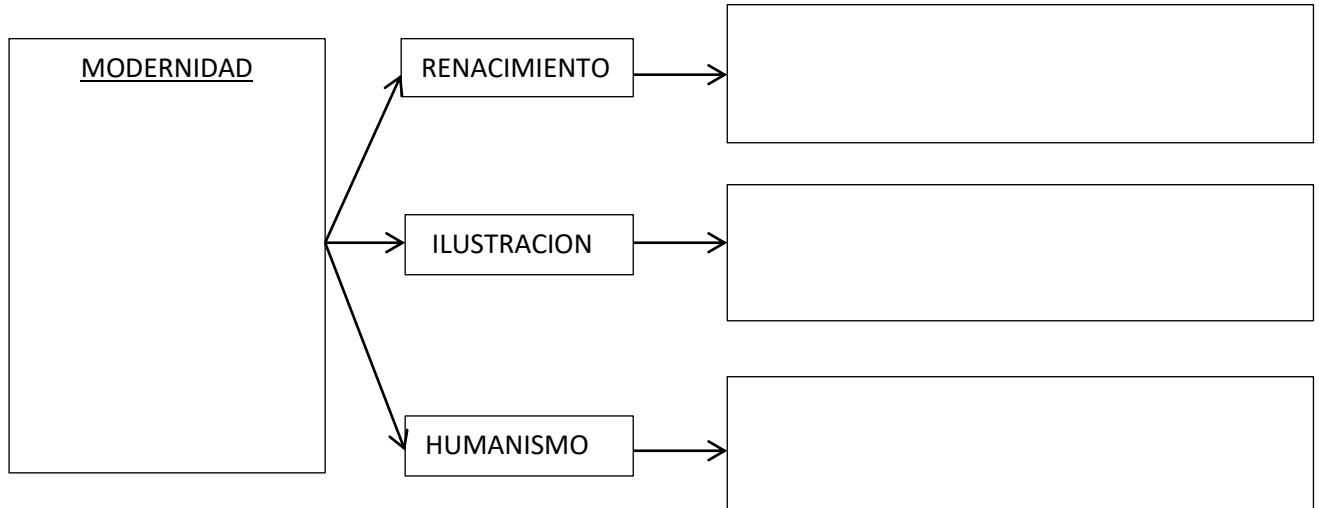 MODERNIDAD
RENACIMIENTO
ILUSTRACION
HUMANISMO